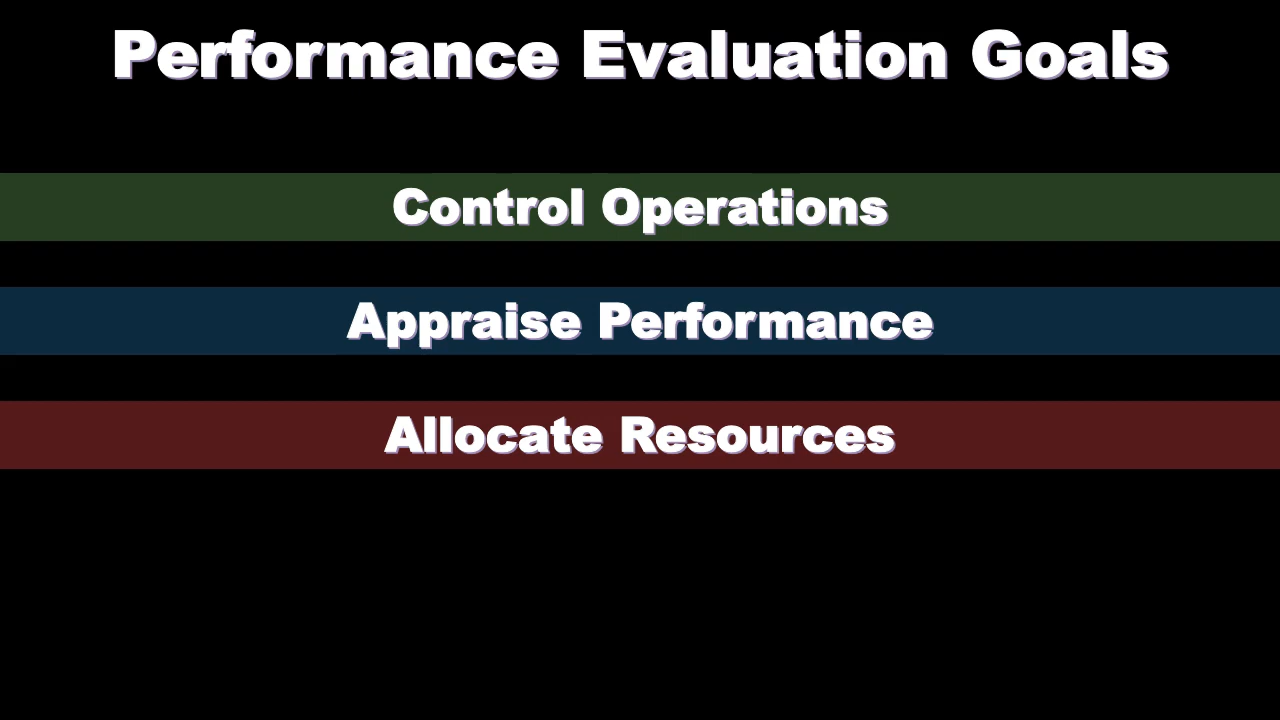 Performance Evaluation Goals
Control Operations
Appraise Performance
Allocate Resources